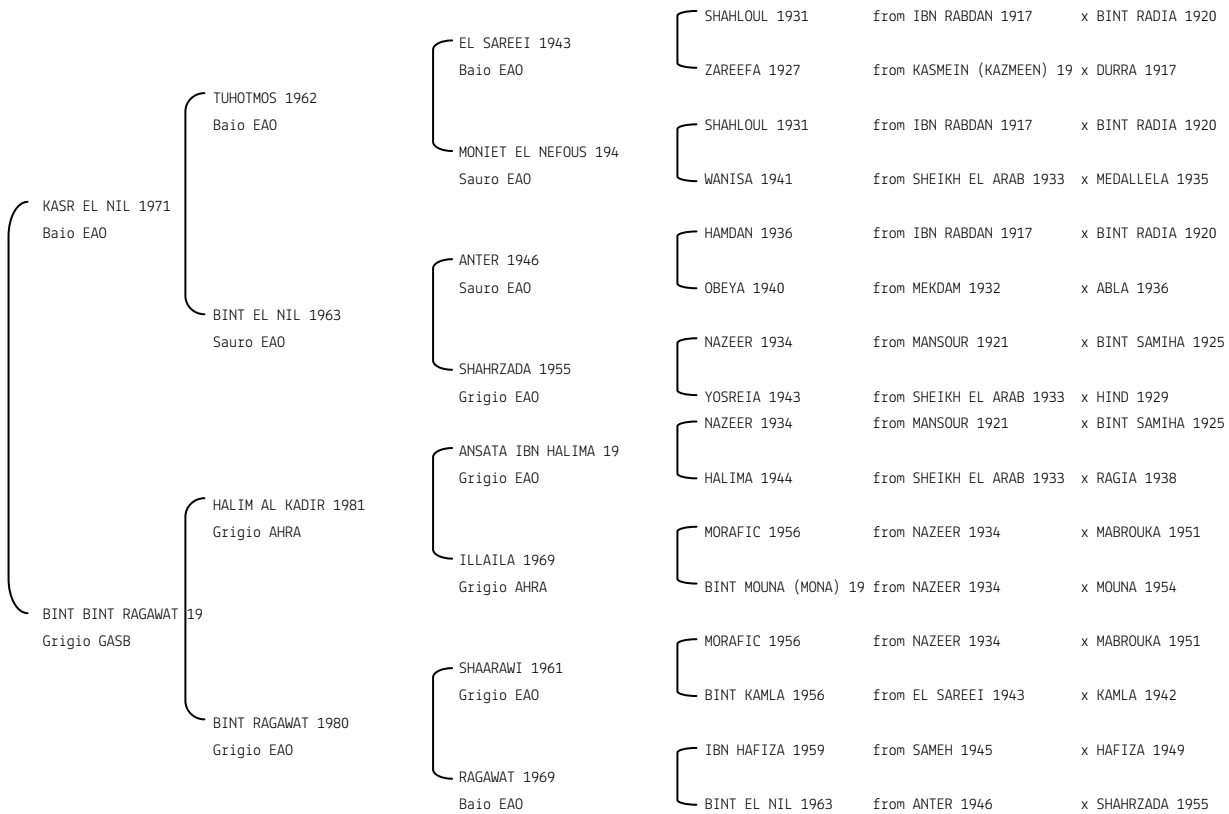 SHAHLOUL 1931 from IBN RABDAN 1917 x BINT RADIA 1920
EL SAREEI 1943
Baio EAO
ZAREEFA 1927 from KASMEIN (KAZMEEN) 19 x DURRA 1917
TUHOTMOS 1962
Baio EAO
SHAHLOUL 1931 from IBN RABDAN 1917 x BINT RADIA 1920
MONIET EL NEFOUS 194
Sauro EAO
WANISA 1941 from SHEIKH EL ARAB 1933 x MEDALLELA 1935
KASR EL NIL 1971
Baio EAO
HAMDAN 1936 from IBN RABDAN 1917 x BINT RADIA 1920
ANTER 1946
Sauro EAO
OBEYA 1940 from MEKDAM 1932 x ABLA 1936
BINT EL NIL 1963
Sauro EAO
NAZEER 1934 from MANSOUR 1921 x BINT SAMIHA 1925
SHAHRZADA 1955
Grigio EAO
YOSREIA 1943 from SHEIKH EL ARAB 1933 x HIND 1929
NAZEER 1934 from MANSOUR 1921 x BINT SAMIHA 1925
ANSATA IBN HALIMA 19
Grigio EAO
HALIMA 1944 from SHEIKH EL ARAB 1933 x RAGIA 1938
HALIM AL KADIR 1981
Grigio AHRA
MORAFIC 1956 from NAZEER 1934 x MABROUKA 1951
ILLAILA 1969
Grigio AHRA
BINT MOUNA (MONA) 19 from NAZEER 1934 x MOUNA 1954
BINT BINT RAGAWAT 19
Grigio GASB
MORAFIC 1956 from NAZEER 1934 x MABROUKA 1951
SHAARAWI 1961
Grigio EAO
BINT KAMLA 1956 from EL SAREEI 1943 x KAMLA 1942
BINT RAGAWAT 1980
Grigio EAO
IBN HAFIZA 1959 from SAMEH 1945 x HAFIZA 1949
RAGAWAT 1969
Baio EAO
BINT EL NIL 1963 from ANTER 1946 x SHAHRZADA 1955